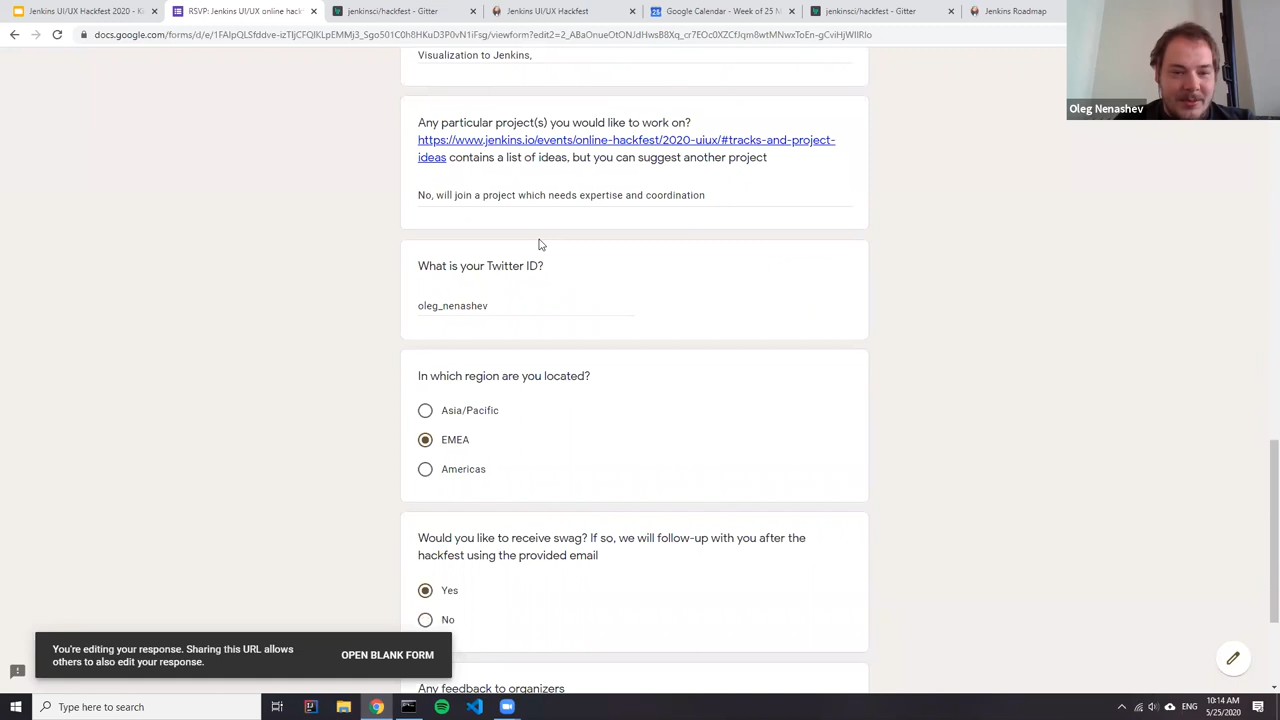 Jenkins UI/UX Hackfest 2020 - Ki
RSVP: Jenkins UI/UX online hack
jenkinsci/hackfest - Gitter
Jenkins UI/UX Hackfest
Google Calendar - Week of 25 M
jenkinsci/hackfest - Gitter
Jenkins Roadmap
Oleg Nenashev
Visualization to Jenkins,
Any particular project(s) you would like to work on?
https://www.jenkins.io/events/online-hackfest/2020-uiux/#tracks-and-project-
ideas contains a list of ideas, but you can suggest another project
No, will join a project which needs expertise and coordination
What is your Twitter ID?
oleg_nenashev
In which region are you located?
Asia/Pacific
EMEA
Americas
Would you like to receive swag? If so, we will follow-up with you after the
hackfest using the provided email
Yes
No
You're editing your response. Sharing this URL allows
others to also edit your response.
OPEN BLANK FORM
Any feedback to organizers
Type here to search
ENG
10:14 AM
5/25/2020